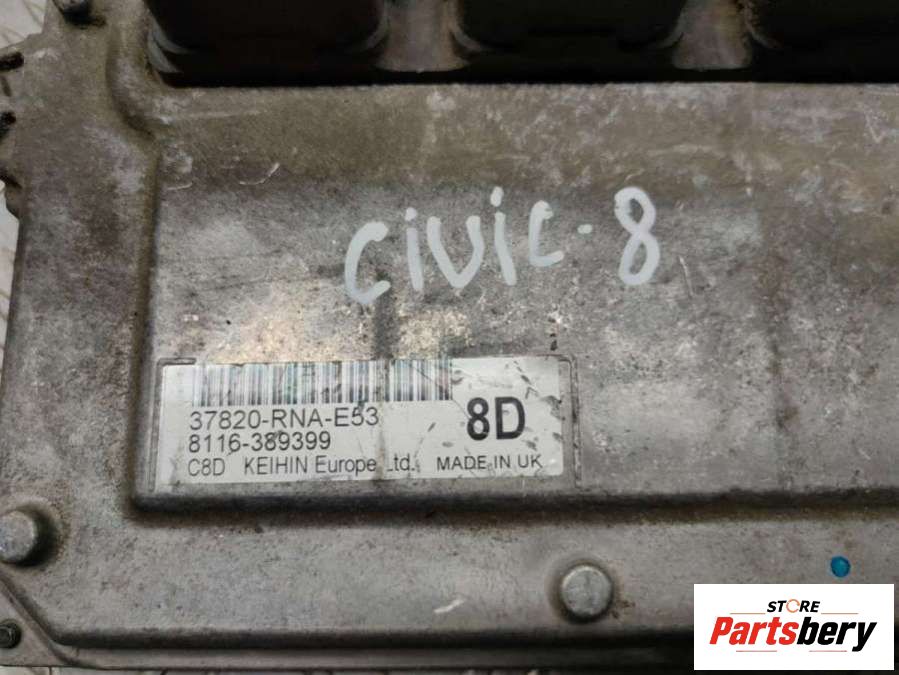 CiViC-8
37820-RNA-E53
8D
8116-389399
C8D KEIHIN Europe Ltd. MADE IN UK
STORE
Partsbery